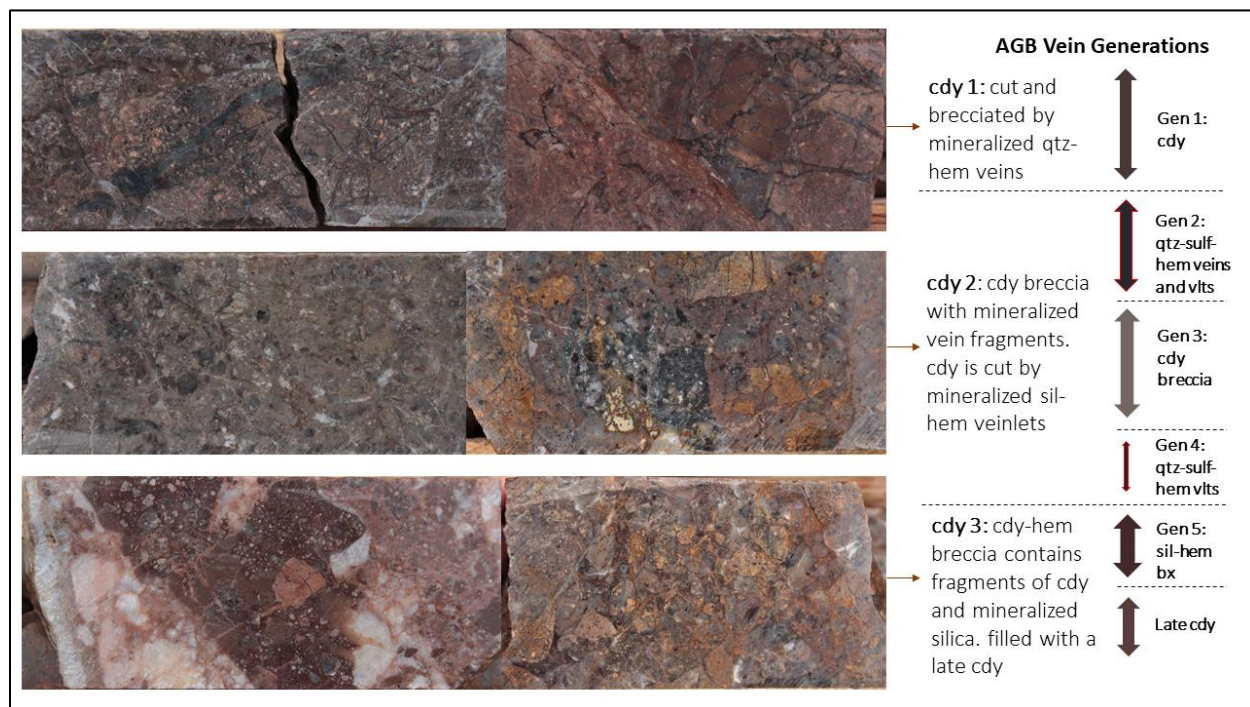 AGB Vein Generations
cdy 1: cut and
brecciated by
mineralized qtz-
hem veins
Gen 1:
cdy
Gen 2:
qtz-sulf-
hem veins
and vlts
cdy 2: cdy breccia
with mineralized
vein fragments.
cdy is cut by
mineralized sil-
hem veinlets
Gen 3:
cdy
breccia
Gen 4:
qtz-sulf-
hem vlts
cdy 3: cdy-hem
breccia contains
fragments of cdy
and mineralized
silica. filled with a
late cdy
Gen 5:
sil-hem
bx
Late cdy